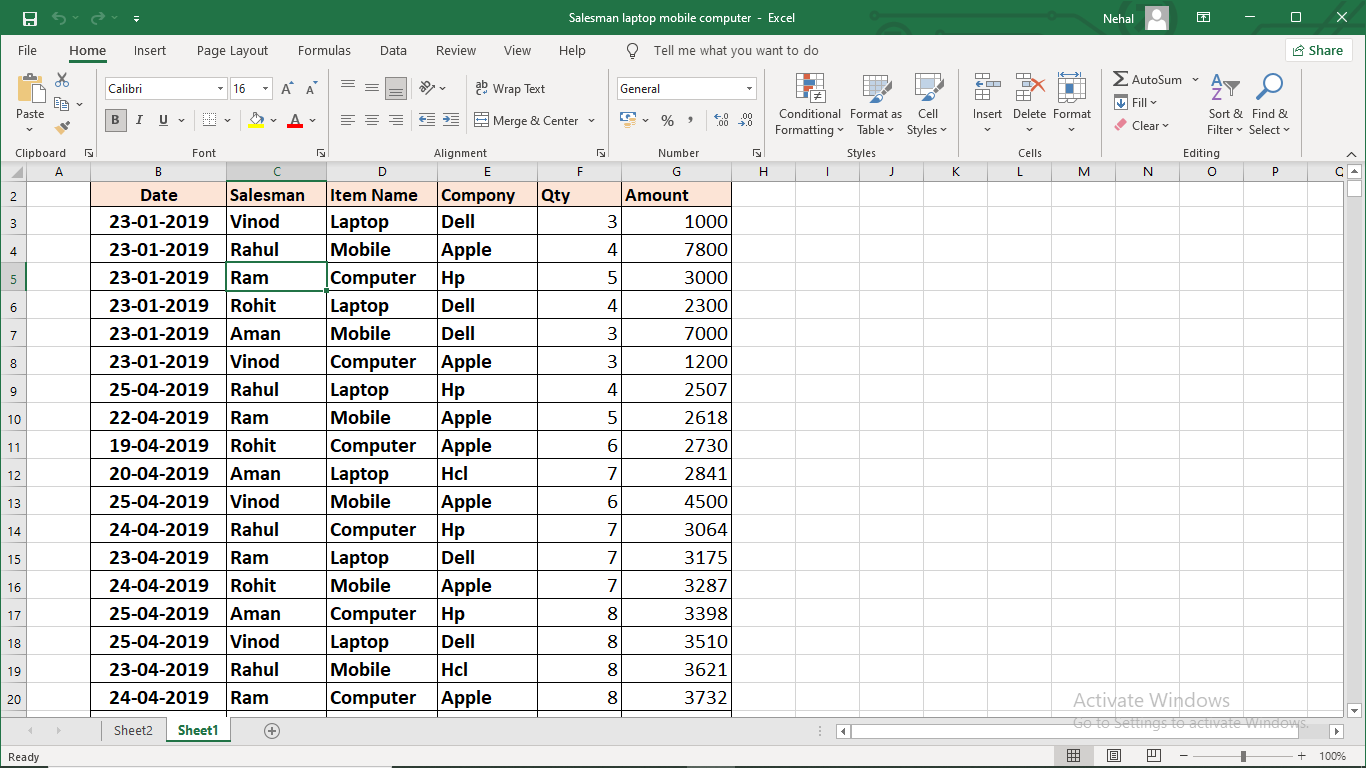 Salesman laptop mobile computer - Excel
Nehal
File Home Insert Page Layout Formulas Data Review View Help Tell me what you want to do Share
Calibri 16 A A ab Wrap Text General AutoSum
Paste B I U A Merge & Center % , Conditional Formatting Format as Table Cell Styles Insert Delete Format Fill Clear Sort & Filter Find & Select
Clipboard Font Alignment Number Styles Cells Editing
A B C D E F G H I J K L M N O P Q
2 Date Salesman Item Name Compony Qty Amount
3 23-01-2019 Vinod Laptop Dell 3 1000
4 23-01-2019 Rahul Mobile Apple 4 7800
5 23-01-2019 Ram Computer Hp 5 3000
6 23-01-2019 Rohit Laptop Dell 4 2300
7 23-01-2019 Aman Mobile Dell 3 7000
8 23-01-2019 Vinod Computer Apple 3 1200
9 25-04-2019 Rahul Laptop Hp 4 2507
10 22-04-2019 Ram Mobile Apple 5 2618
11 19-04-2019 Rohit Computer Apple 6 2730
12 20-04-2019 Aman Laptop Hcl 7 2841
13 25-04-2019 Vinod Mobile Apple 6 4500
14 24-04-2019 Rahul Computer Hp 7 3064
15 23-04-2019 Ram Laptop Dell 7 3175
16 24-04-2019 Rohit Mobile Apple 7 3287
17 25-04-2019 Aman Computer Hp 8 3398
18 25-04-2019 Vinod Laptop Dell 8 3510
19 23-04-2019 Rahul Mobile Hcl 8 3621
20 24-04-2019 Ram Computer Apple 8 3732
Activate Windows
Go to Settings to activate Windows.
Sheet2 Sheet1
Ready 100%